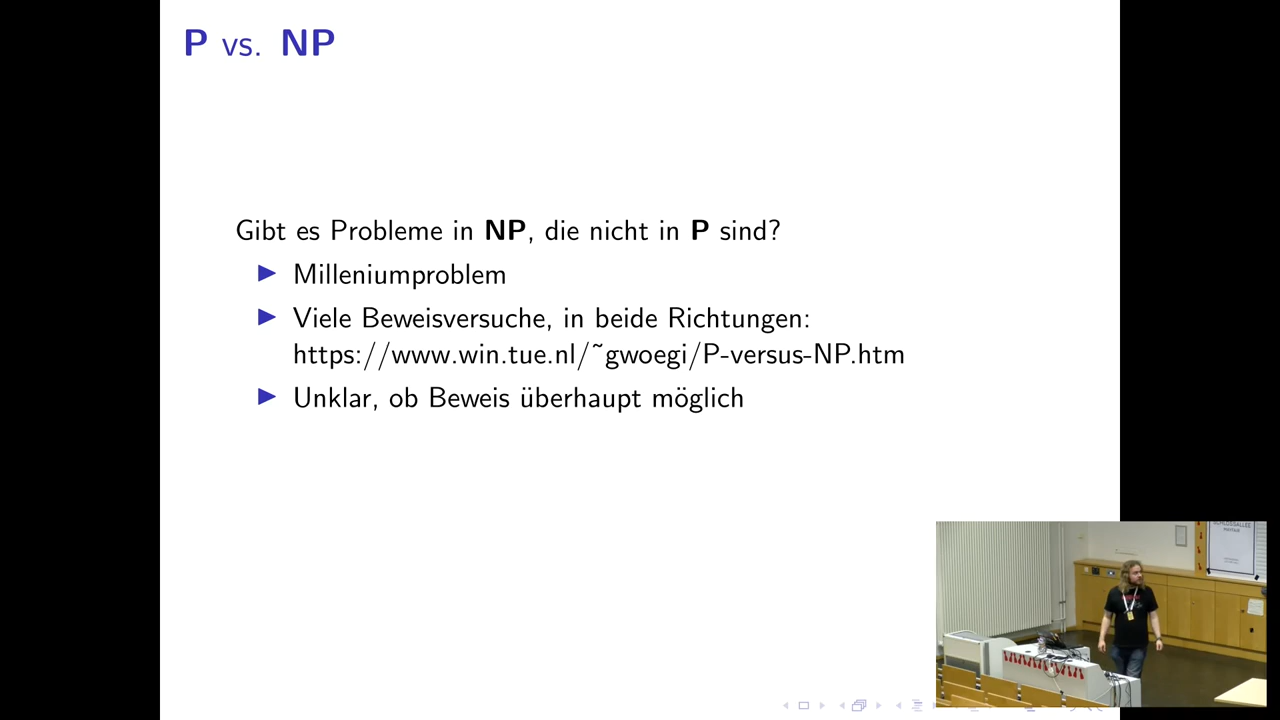 P vs. NP
Gibt es Probleme in NP, die nicht in P sind?
Milleniumproblem
Viele Beweisversuche, in beide Richtungen:
https://www.win.tue.nl/~gwoegi/P-versus-NP.htm
Unklar, ob Beweis überhaupt möglich